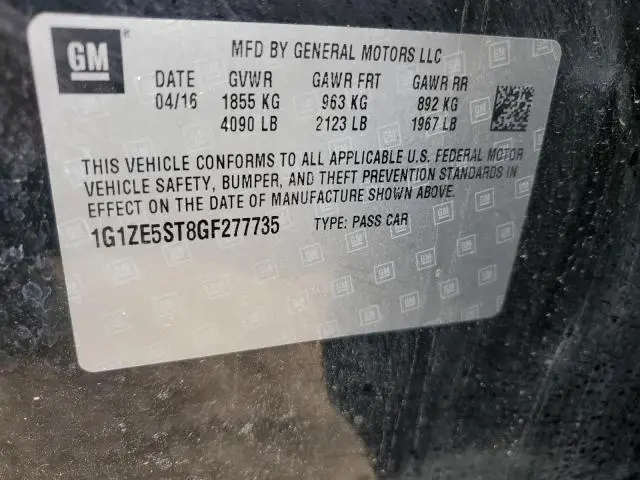 GM
MFD BY GENERAL MOTORS LLC
DATE GVWR GAWR FRT GAWR RR
04/16 1855 KG 963 KG 892 KG
4090 LB 2123 LB 1967 LB
THIS VEHICLE CONFORMS TO ALL APPLICABLE U.S. FEDERAL MOTOR
VEHICLE SAFETY, BUMPER, AND THEFT PREVENTION STANDARDS IN
EFFECT ON THE DATE OF MANUFACTURE SHOWN ABOVE.
1G1ZE5ST8GF277735 TYPE: PASS CAR